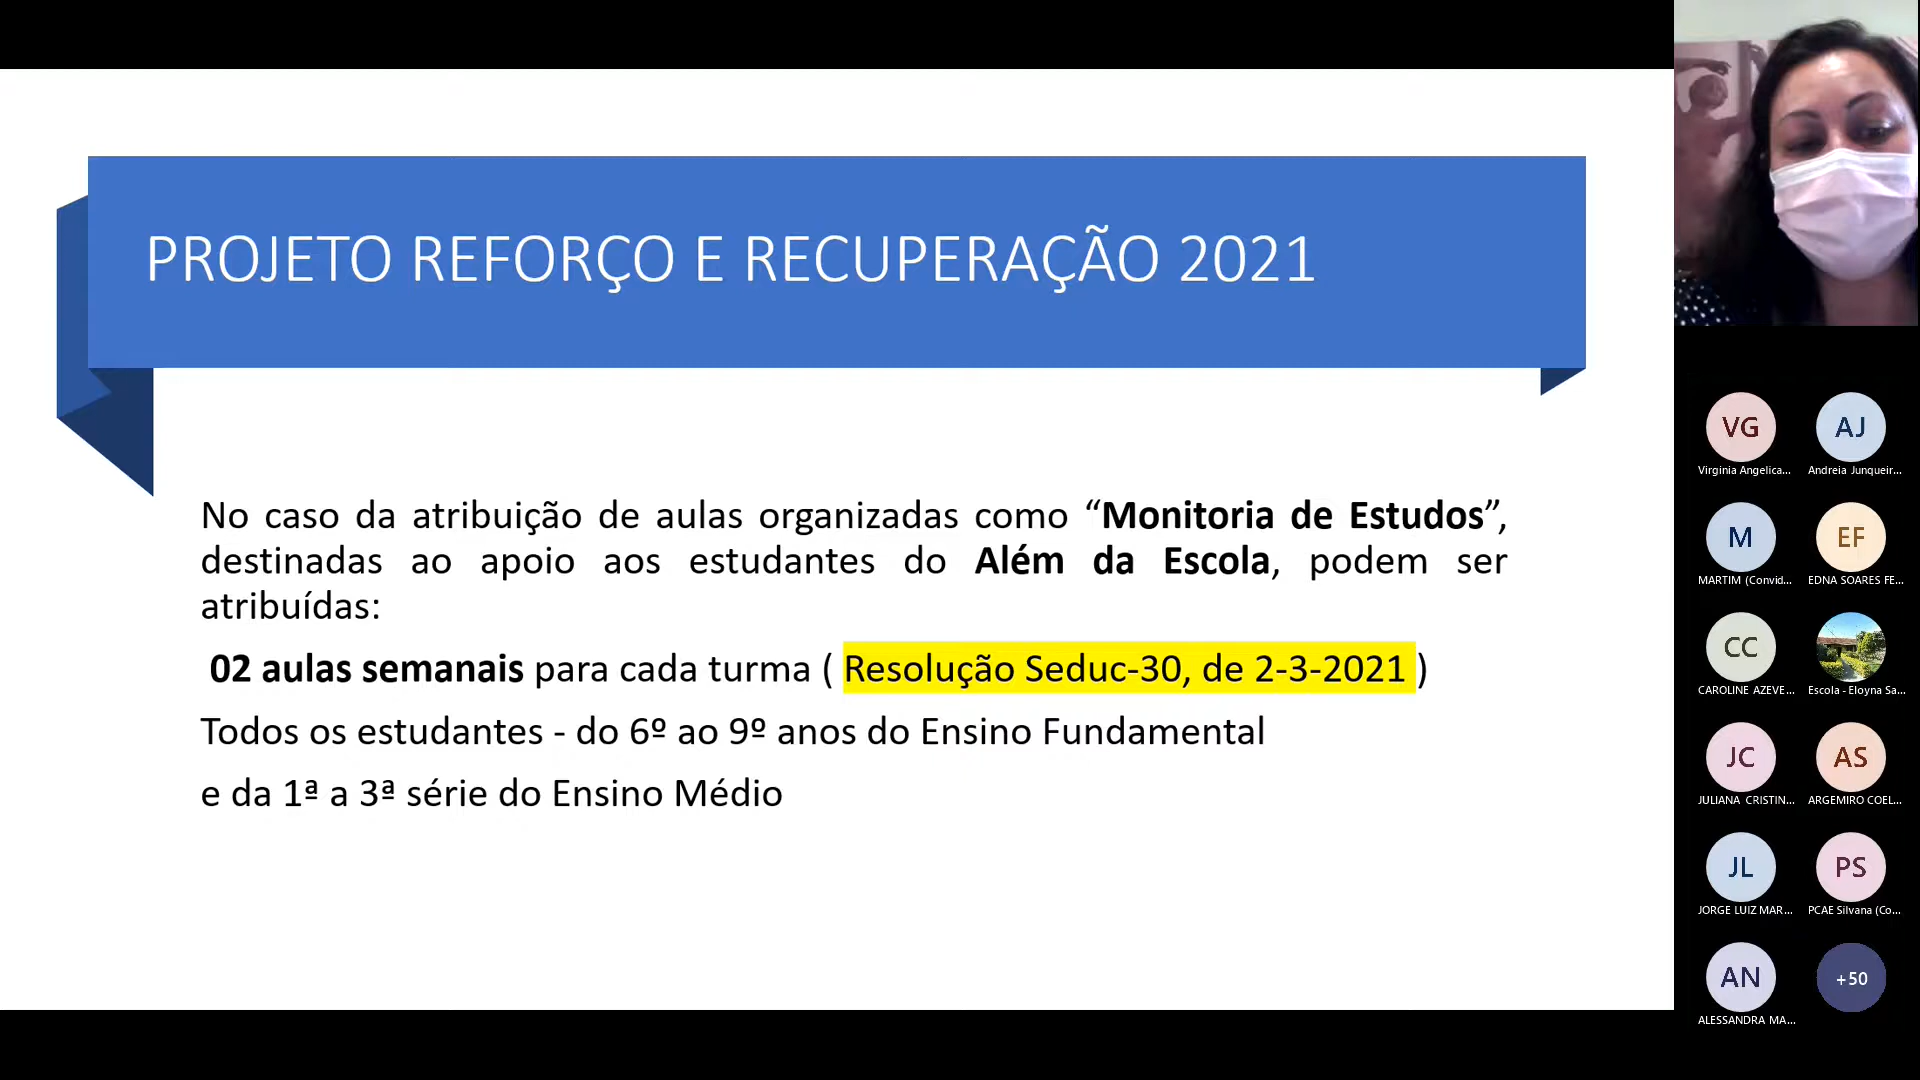 PROJETO REFORÇO E RECUPERAÇÃO 2021
No caso da atribuição de aulas organizadas como “Monitoria de Estudos”,
destinadas ao apoio aos estudantes do Além da Escola, podem ser
atribuídas:
02 aulas semanais para cada turma ( Resolução Seduc-30, de 2-3-2021 )
Todos os estudantes - do 6º ao 9º anos do Ensino Fundamental
e da 1ª a 3ª série do Ensino Médio
VG
Virginia Angelica...
AJ
Andreia Junqueir...
M
MARTIM (Convid...
EF
EDNA SOARES FE...
CC
CAROLINE AZEVE...
Escola - Eloyna Sa...
JC
JULIANA CRISTIN...
AS
ARGEMIRO COEL...
JL
JORGE LUIZ MAR...
PS
PCAE Silvana (Co...
AN
ALESSANDRA MA...
+50